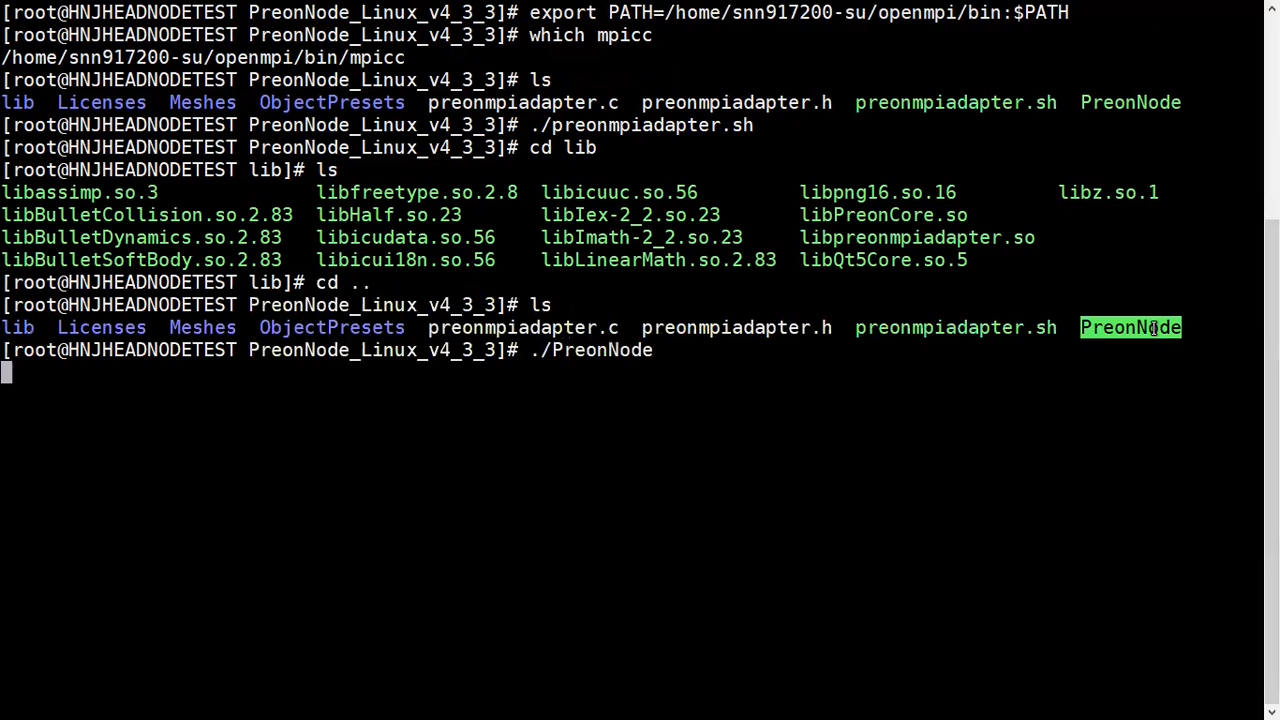 [root@HNJHEADNODETEST PreonNode_Linux_v4_3_3]# export PATH=/home/snn917200-su/openmpi/bin:$PATH
[root@HNJHEADNODETEST PreonNode_Linux_v4_3_3]# which mpicc
/home/snn917200-su/openmpi/bin/mpicc
[root@HNJHEADNODETEST PreonNode_Linux_v4_3_3]# ls
lib  Licenses  Meshes  ObjectPresets  preonmpiadapter.c  preonmpiadapter.h  preonmpiadapter.sh  PreonNode
[root@HNJHEADNODETEST PreonNode_Linux_v4_3_3]# ./preonmpiadapter.sh
[root@HNJHEADNODETEST PreonNode_Linux_v4_3_3]# cd lib
[root@HNJHEADNODETEST lib]# ls
libassimp.so.3  libfreetype.so.2.8  libicuuc.so.56  libpng16.so.16  libz.so.1
libBulletCollision.so.2.83  libHalf.so.23  libIex-2_2.so.23  libPreonCore.so
libBulletDynamics.so.2.83  libicudata.so.56  libImath-2_2.so.23  libpreonmpiadapter.so
libBulletSoftBody.so.2.83  libicui18n.so.56  libLinearMath.so.2.83  libQt5Core.so.5
[root@HNJHEADNODETEST lib]# cd ..
[root@HNJHEADNODETEST PreonNode_Linux_v4_3_3]# ls
lib  Licenses  Meshes  ObjectPresets  preonmpiadapter.c  preonmpiadapter.h  preonmpiadapter.sh  PreonNode
[root@HNJHEADNODETEST PreonNode_Linux_v4_3_3]# ./PreonNode